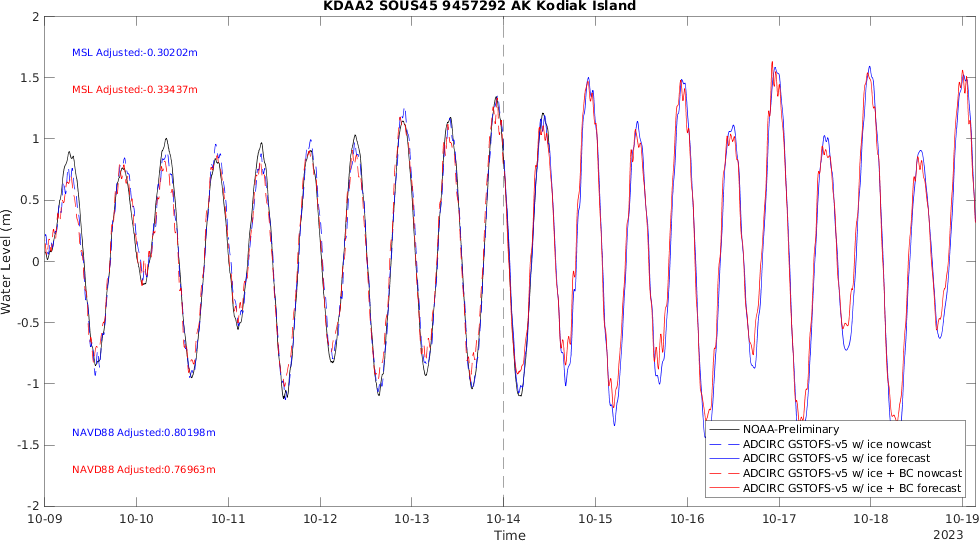 KDAA2 SOUS45 9457292 AK Kodiak Island
2
1.5
1
0.5
0
-0.5
-1
-1.5
-2
Water Level (m)
MSL Adjusted:-0.30202m
MSL Adjusted:-0.33437m
NAVD88 Adjusted:0.80198m
NAVD88 Adjusted:0.76963m
NOAA-Preliminary
ADCIRC GSTOFS-v5 w/ ice nowcast
ADCIRC GSTOFS-v5 w/ ice forecast
ADCIRC GSTOFS-v5 w/ ice + BC nowcast
ADCIRC GSTOFS-v5 w/ ice + BC forecast
10-09 10-10 10-11 10-12 10-13 10-14 10-15 10-16 10-17 10-18 10-19
Time
2023